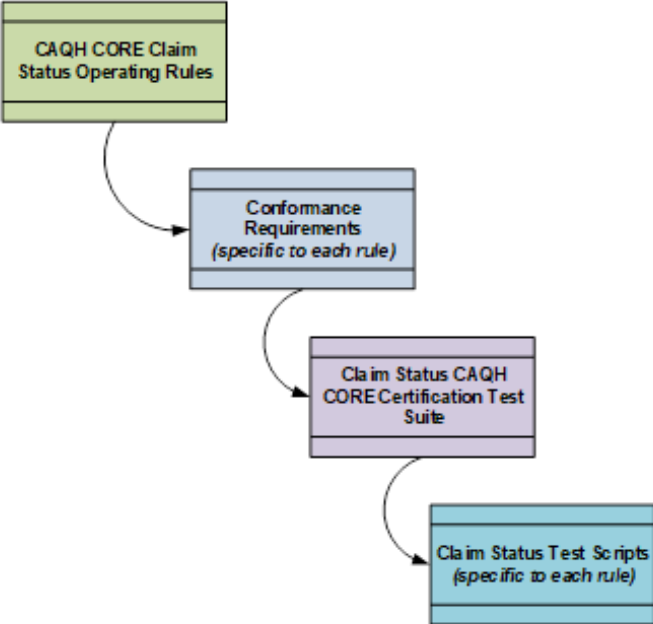 CAQH CORE Claim
Status Operating Rules
Conformance
Requirements
(specific to each rule)
Claim Status CAQH
CORE Certification Test
Suite
Claim Status Test Scripts
(specific to each rule)